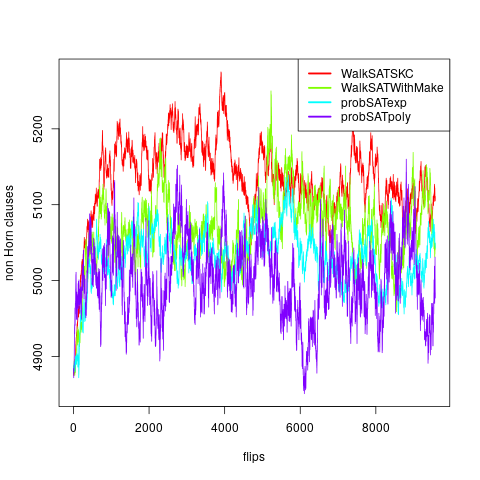 WalkSATSKC
WalkSATWithMake
probSATexp
probSATpoly
non Horn clauses
5200
5100
5000
4900
0 2000 4000 6000 8000
flips